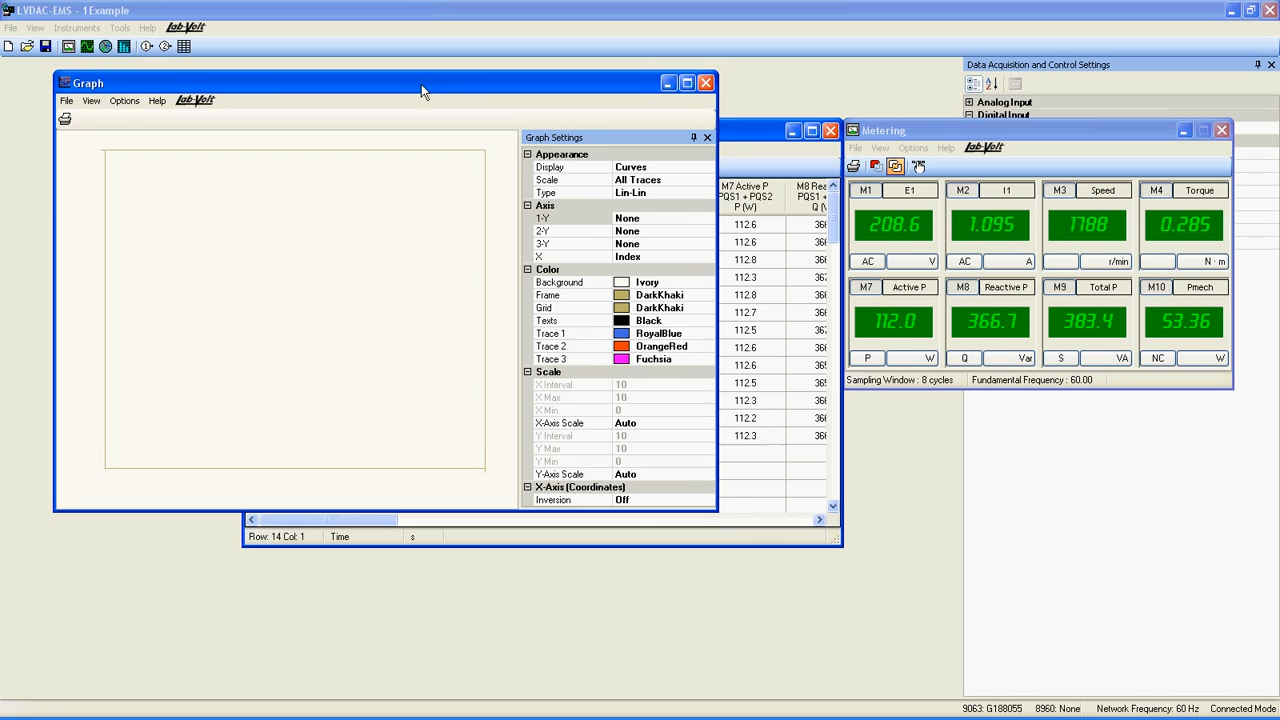 LVDAC-EMS - 1Example
File View Instruments Tools Help Lab-Volt
Data Acquisition and Control Settings
Analog Input
Digital Input
Graph
File View Options Help Lab-Volt
Graph Settings
Appearance
Display Curves
Scale All Traces
Type Lin-Lin
Axis
1-Y None
2-Y None
3-Y None
X Index
Color
Background Ivory
Frame DarkKhaki
Grid DarkKhaki
Texts Black
Trace 1 RoyalBlue
Trace 2 OrangeRed
Trace 3 Fuchsia
Scale
X Interval 10
X Max 10
X Min 0
X-Axis Scale Auto
Y Interval 10
Y Max 10
Y Min 0
Y-Axis Scale Auto
X-Axis (Coordinates)
Inversion Off
M7 Active P M8 Rea
PQS1 + PQS2 PQS1
P (W) Q (
112.6 36
112.6 36
112.8 36
112.3 36
112.8 36
112.7 36
112.5 36
112.6 36
112.6 36
112.5 36
112.3 36
112.2 36
112.3 36
Row: 14 Col: 1 Time s
Metering
File View Options Help Lab-Volt
M1 E1 M2 I1 M3 Speed M4 Torque
208.6 1.095 1788 0.285
AC V AC A r/min N·m
M7 Active P M8 Reactive P M9 Total P M10 Pmech
112.0 366.7 383.4 53.36
P W Q Var S VA NC W
Sampling Window : 8 cycles Fundamental Frequency : 60.00
9063: G188055 8960: None Network Frequency: 60 Hz Connected Mode